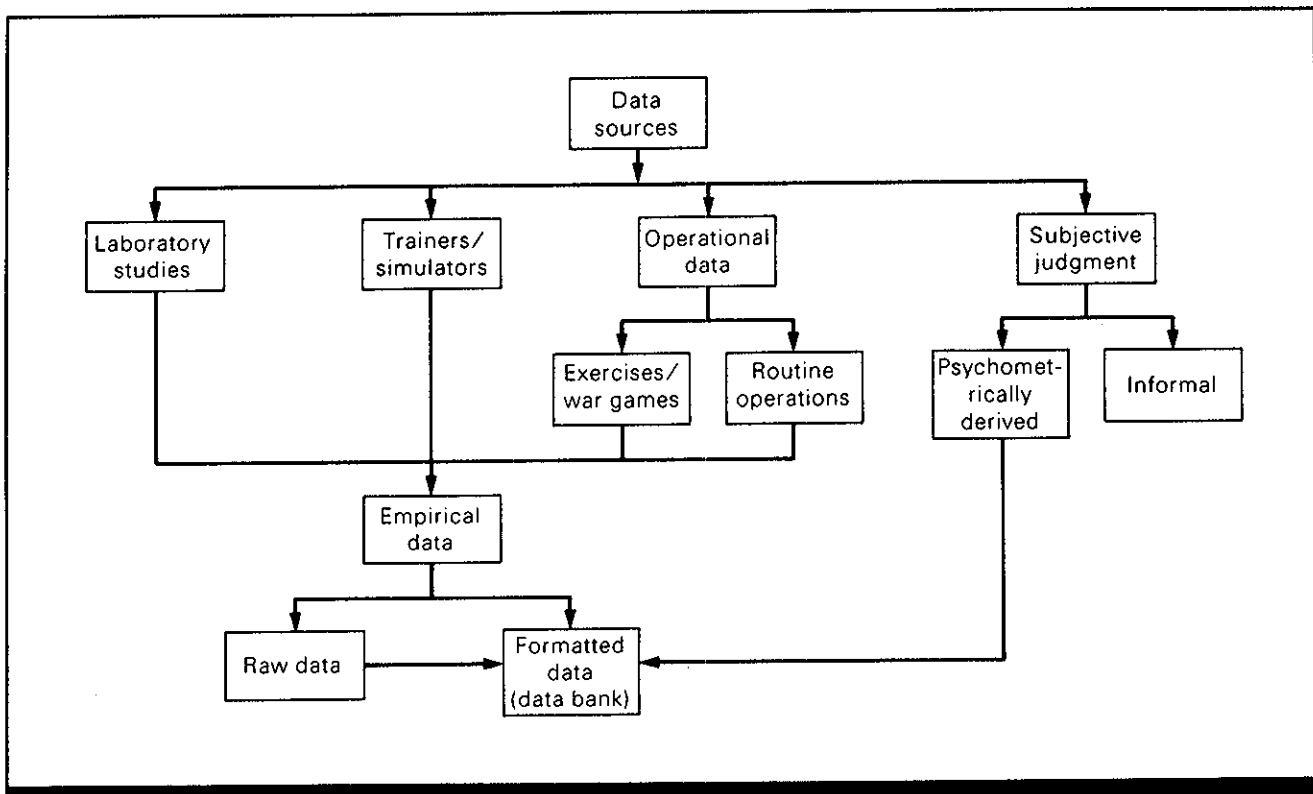 Data
sources
Laboratory
studies
Trainers/
simulators
Operational
data
Subjective
judgment
Exercises/
war games
Routine
operations
Psychomet-
rically
derived
Informal
Empirical
data
Raw data
Formatted
data
(data bank)